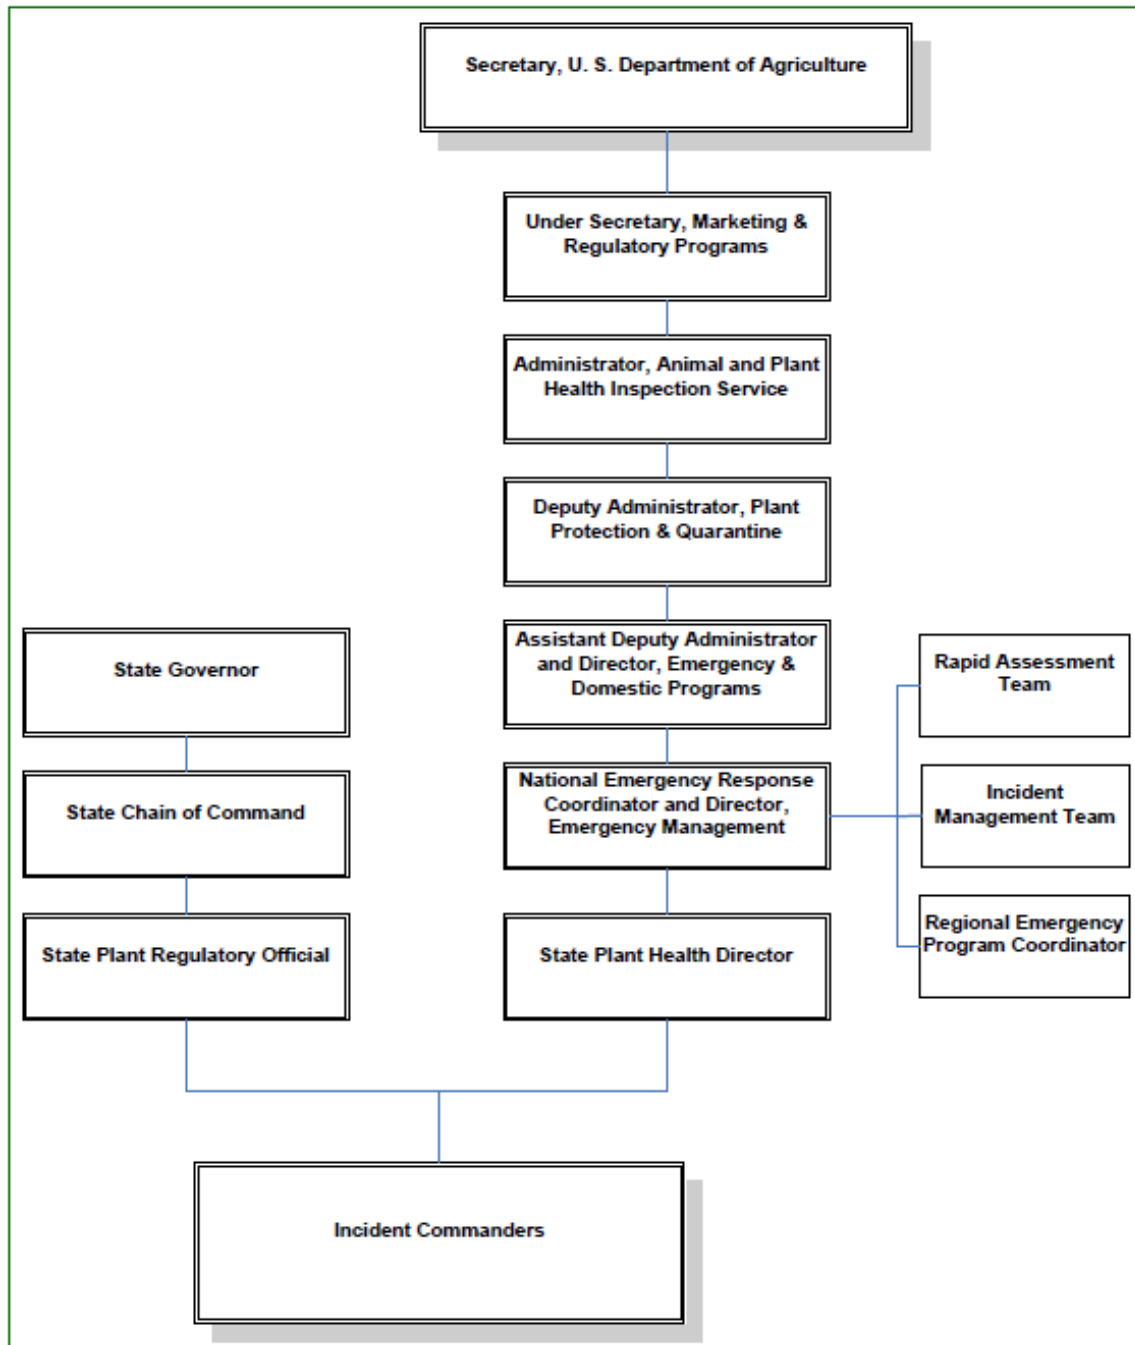 Secretary, U. S. Department of Agriculture
Under Secretary, Marketing &
Regulatory Programs
Administrator, Animal and Plant
Health Inspection Service
Deputy Administrator, Plant
Protection & Quarantine
Assistant Deputy Administrator
and Director, Emergency &
Domestic Programs
National Emergency Response
Coordinator and Director,
Emergency Management
State Plant Health Director
State Governor
State Chain of Command
State Plant Regulatory Official
Rapid Assessment
Team
Incident
Management Team
Regional Emergency
Program Coordinator
Incident Commanders